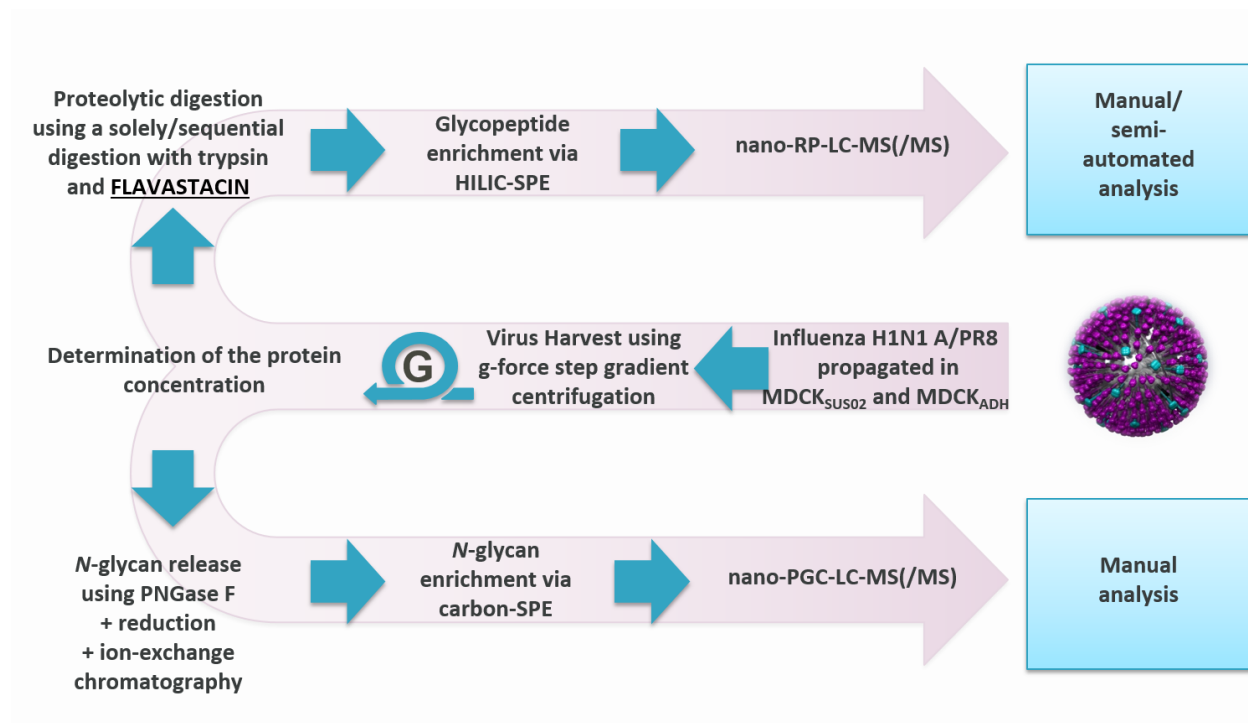 Proteolytic digestion
using a solely/sequential
digestion with trypsin
and FLAVASTACIN
Glycopeptide
enrichment via
HILIC-SPE
nano-RP-LC-MS(/MS)
Manual/
semi-
automated
analysis
Determination of the protein
concentration
G
Virus Harvest using
g-force step gradient
centrifugation
Influenza H1N1 A/PR8
propagated in
MDCKSUS02 and MDCKADH
N-glycan release
using PNGase F
+ reduction
+ ion-exchange
chromatography
N-glycan
enrichment via
carbon-SPE
nano-PGC-LC-MS(/MS)
Manual
analysis